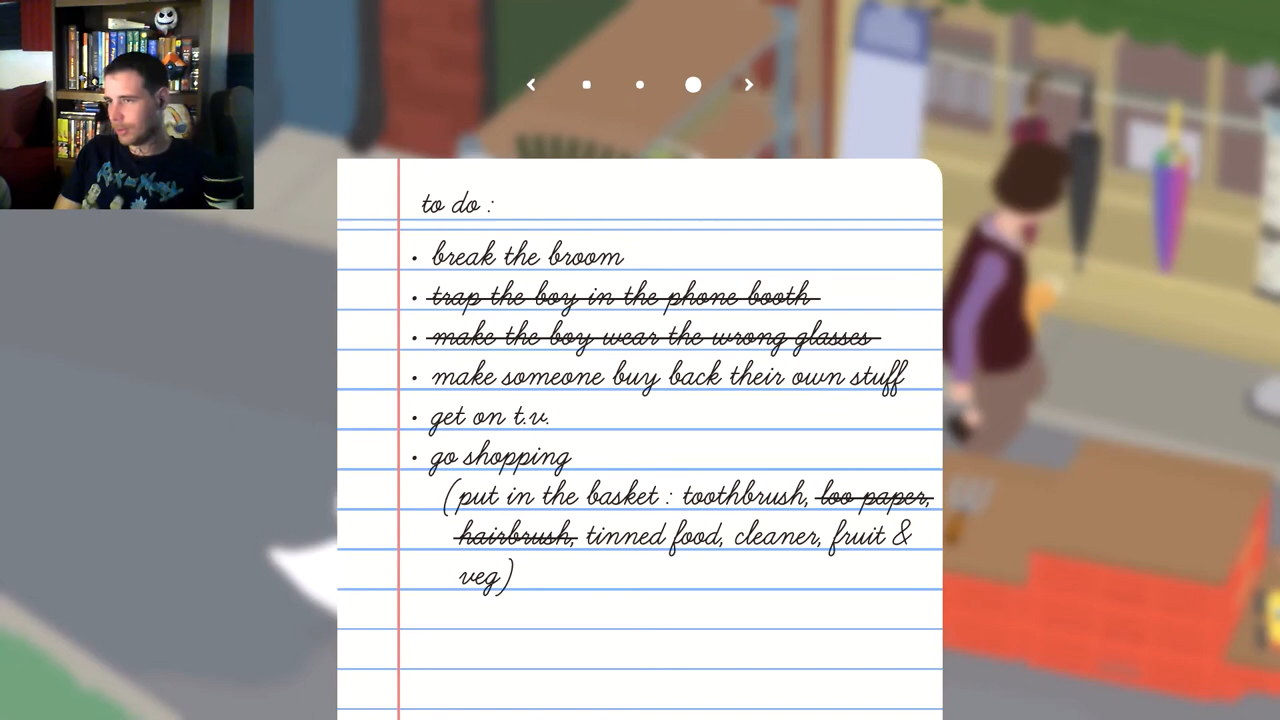 to do :
• break the broom
• trap the boy in the phone booth
• make the boy wear the wrong glasses
• make someone buy back their own stuff
• get on t.v.
• go shopping
(put in the basket : toothbrush, loo paper,
hairbrush, tinned food, cleaner, fruit &
veg)